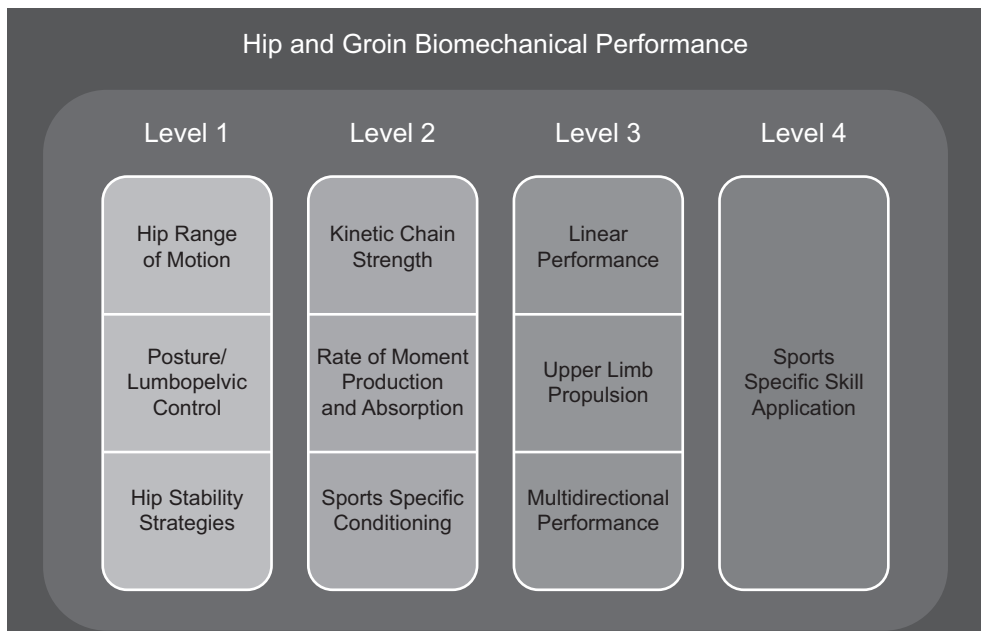 Hip and Groin Biomechanical Performance
Level 1
Hip Range
of Motion
Posture/
Lumbopelvic
Control
Hip Stability
Strategies
Level 2
Kinetic Chain
Strength
Rate of Moment
Production
and Absorption
Sports Specific
Conditioning
Level 3
Linear
Performance
Upper Limb
Propulsion
Multidirectional
Performance
Level 4
Sports
Specific Skill
Application